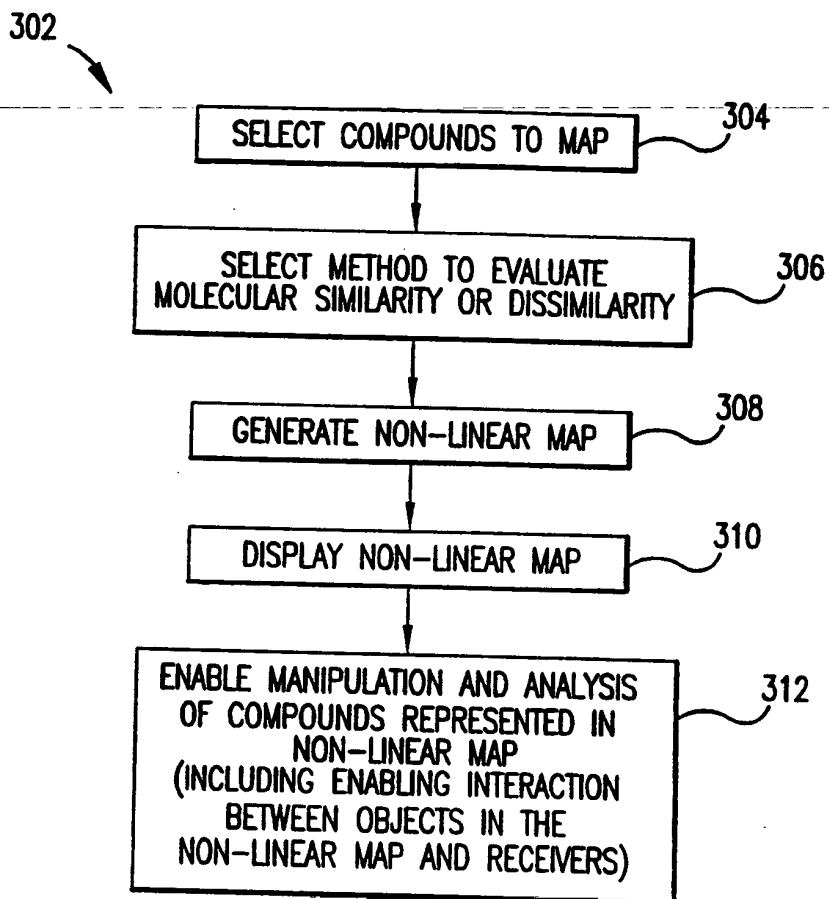 302
SELECT COMPOUNDS TO MAP
304
SELECT METHOD TO EVALUATE
MOLECULAR SIMILARITY OR DISSIMILARITY
306
GENERATE NON-LINEAR MAP
308
DISPLAY NON-LINEAR MAP
310
ENABLE MANIPULATION AND ANALYSIS
OF COMPOUNDS REPRESENTED IN
NON-LINEAR MAP
(INCLUDING ENABLING INTERACTION
BETWEEN OBJECTS IN THE
NON-LINEAR MAP AND RECEIVERS)
312